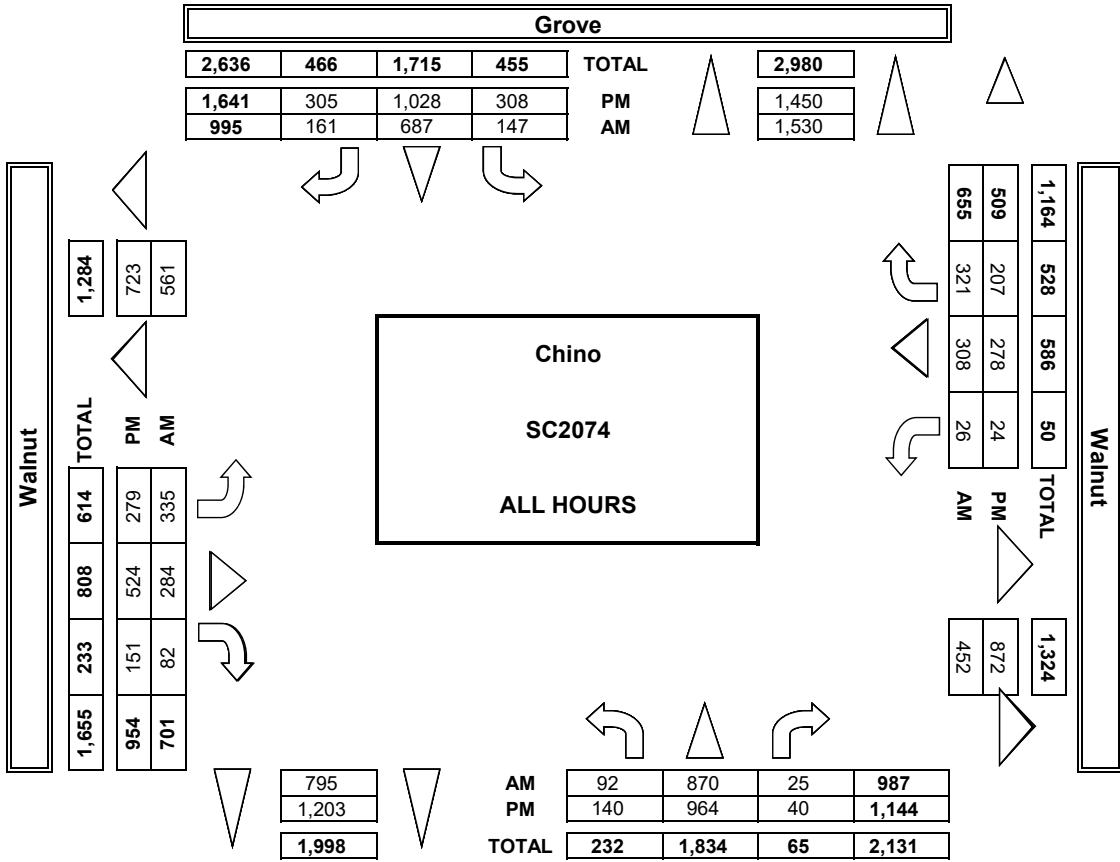 Grove
2,636 466 1,715 455 TOTAL 2,980
1,641 305 1,028 308 PM 1,450
995 161 687 147 AM 1,530
Walnut
1,284
723
561
TOTAL
PM
AM
614 279 335
808 524 284
233 151 82
1,655 954 701
Chino
SC2074
ALL HOURS
655 509 1,164
321 207 528
308 278 586
26 24 50
AM PM TOTAL
452 872 1,324
Walnut
795 AM 92 870 25 987
1,203 PM 140 964 40 1,144
1,998 TOTAL 232 1,834 65 2,131